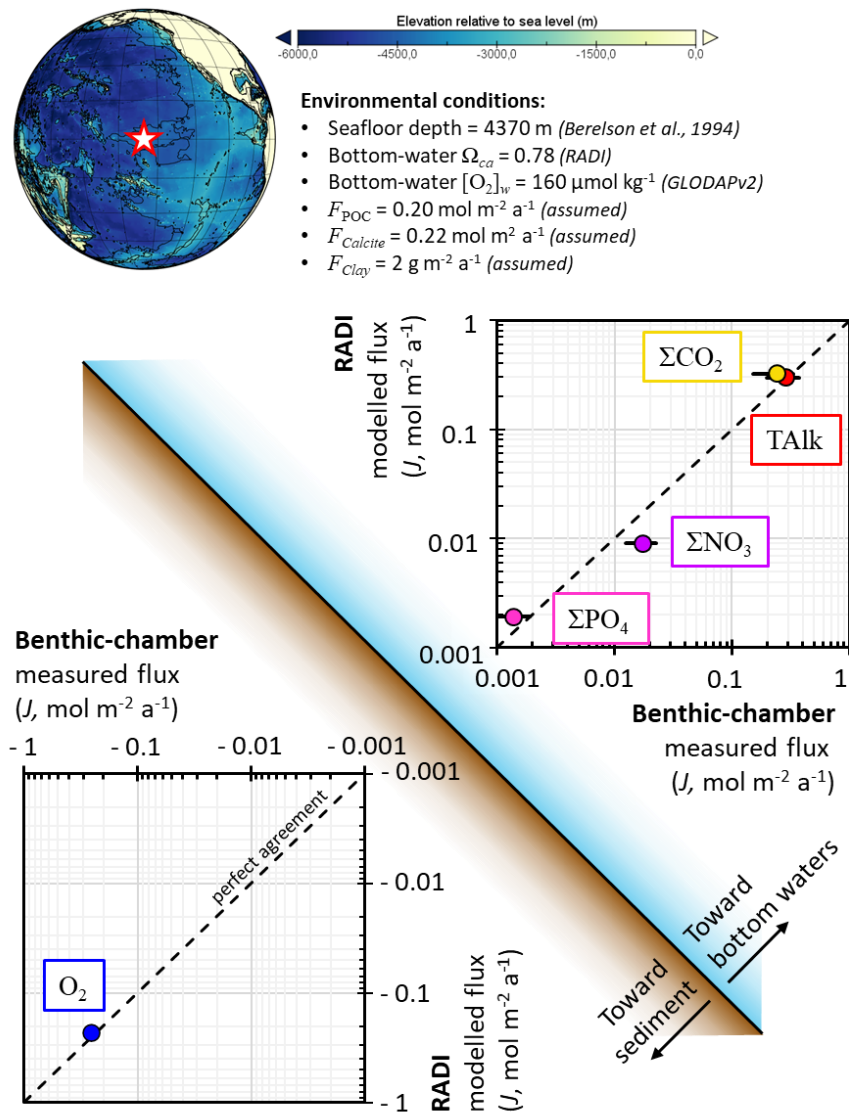 Elevation relative to sea level (m)
-6000,0 -4500,0 -3000,0 -1500,0 0,0
Environmental conditions:
• Seafloor depth = 4370 m (Berelson et al., 1994)
• Bottom-water Ωca = 0.78 (RADI)
• Bottom-water [O₂]w = 160 µmol kg⁻¹ (GLODAPv2)
• FPOC = 0.20 mol m⁻² a⁻¹ (assumed)
• FCalcite = 0.22 mol m² a⁻¹ (assumed)
• FClay = 2 g m⁻² a⁻¹ (assumed)
RADI
modelled flux
(J, mol m⁻² a⁻¹)
1
0.1
0.01
0.001
ΣCO₂
TAlk
ΣNO₃
ΣPO₄
0.001 0.01 0.1 1
Benthic-chamber
measured flux
(J, mol m⁻² a⁻¹)
Benthic-chamber
measured flux
(J, mol m⁻² a⁻¹)
- 1 - 0.1 - 0.01 - 0.001
- 0.001
- 0.01
- 0.1
- 1
perfect agreement
O₂
RADI
modelled flux
(J, mol m⁻² a⁻¹)
Toward
bottom waters
Toward
sediment